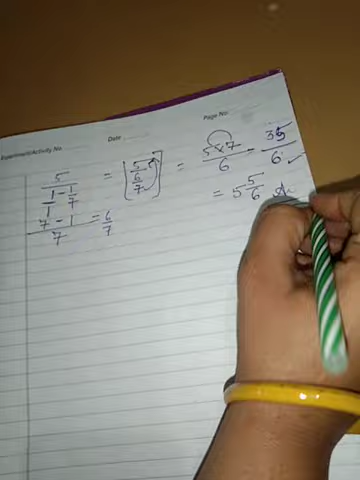 Experiment/Activity No. Date Page No.
5/(1/1 - 1/7) = [5/(6/7)] = 5×7/6 - 35/6 ✓
7-1/7 = 6/7
= 5 5/6